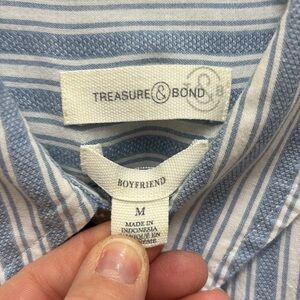 TREASURE & BOND
& B
BOYFRIEND
M
MADE IN
INDONESIA